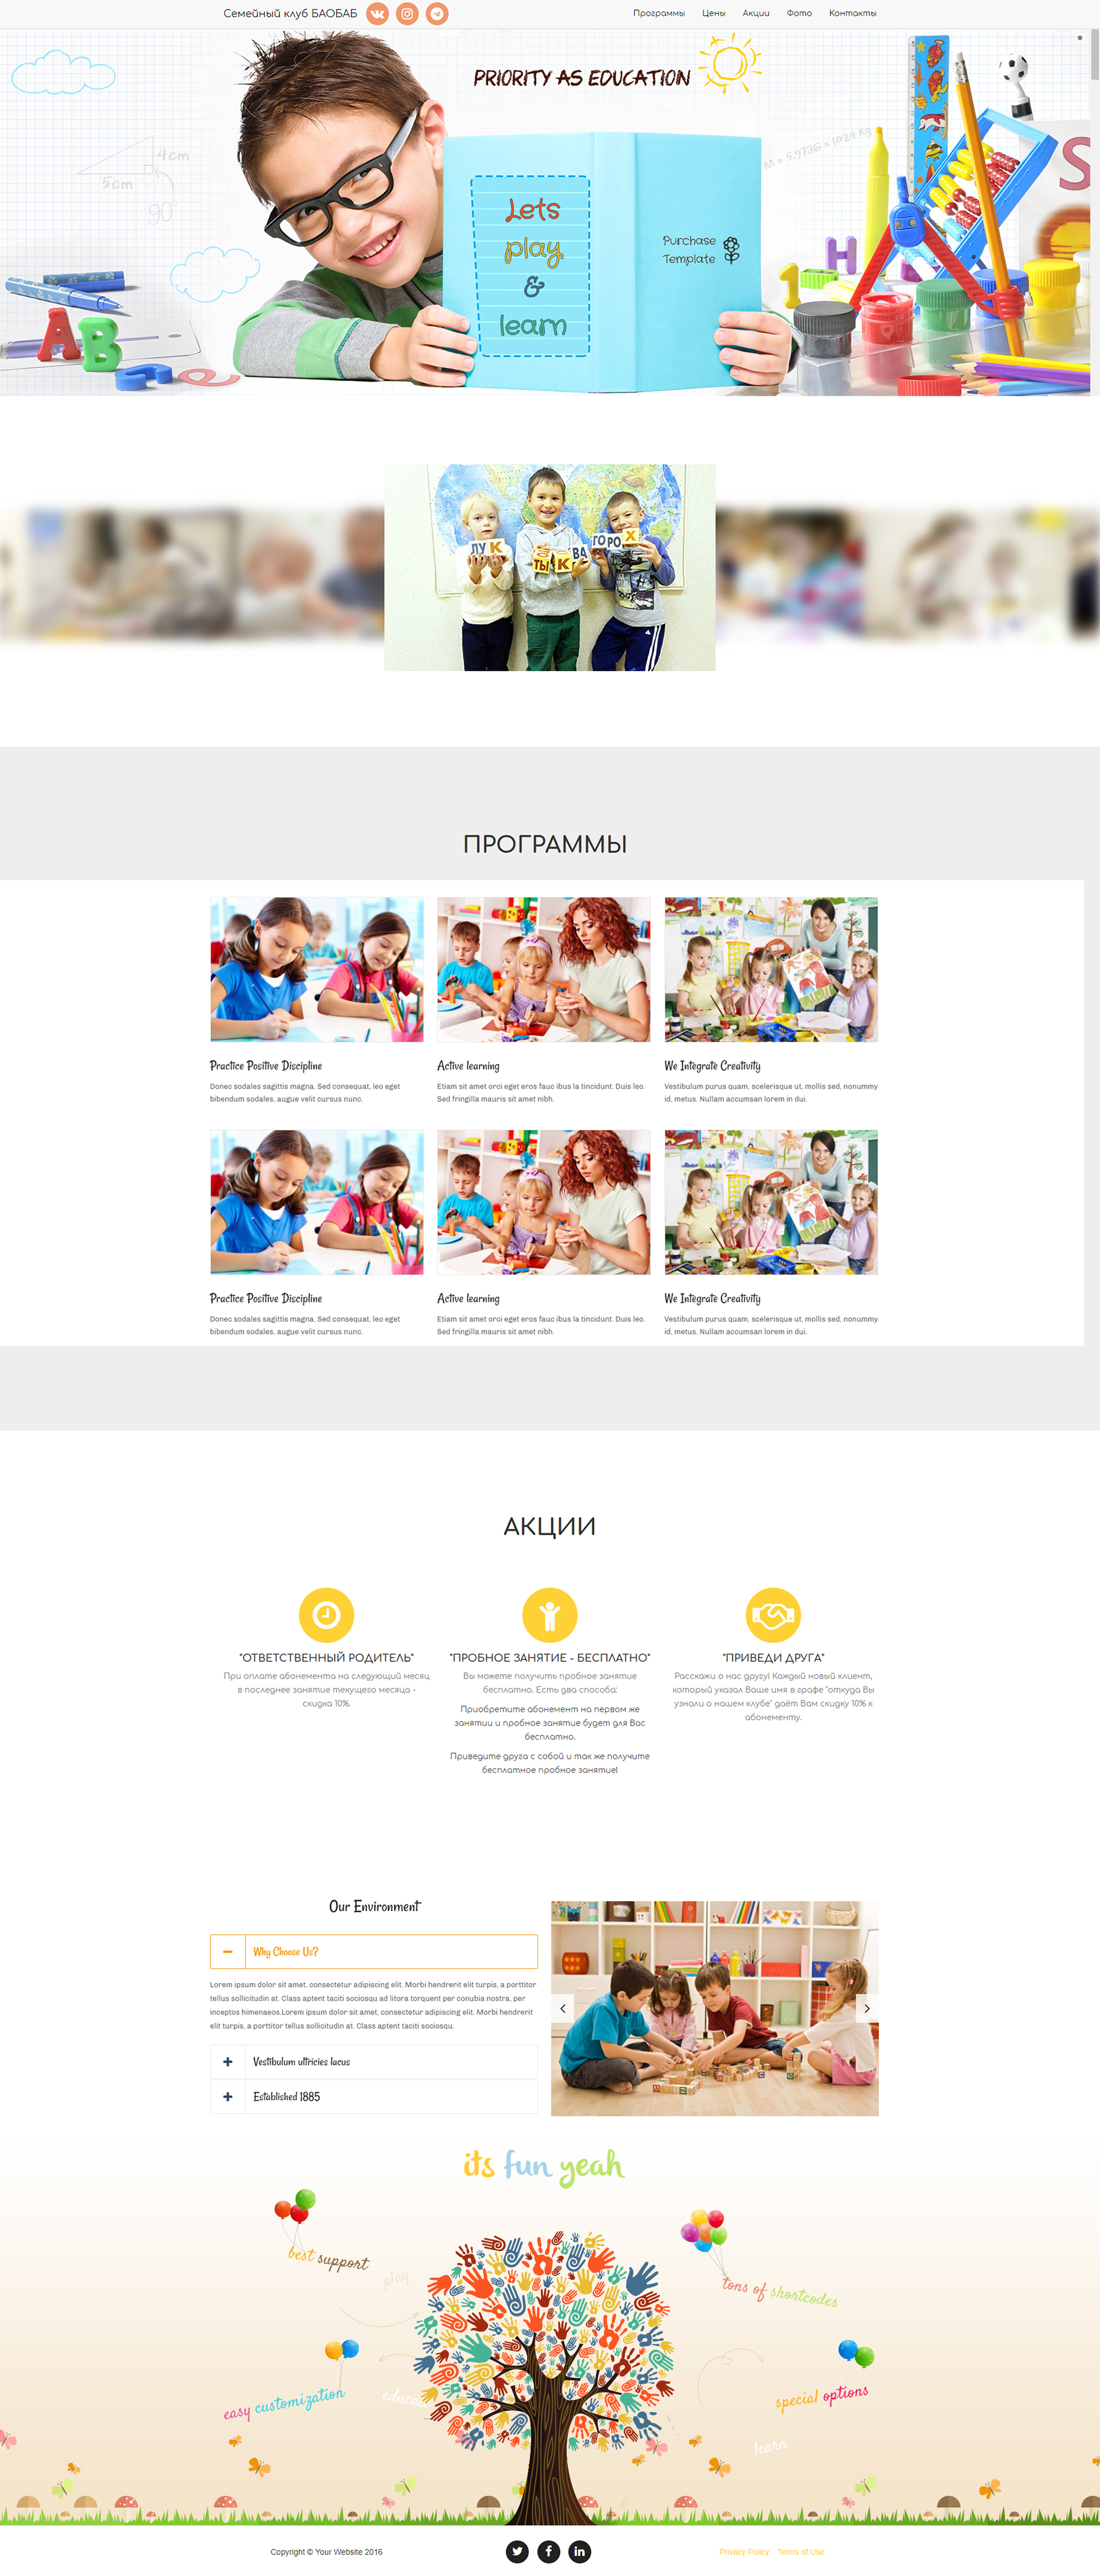 Семейный клуб БАОБАБ
Программы Цены Акции Фото Контакты
PRIORITY AS EDUCATION
4cm
5cm
90°
M = 5.9736 × 1024 kg
Lets
play
&
learn
Purchase
Template
A B C e
1 H
S
ЛУ К
ТЫ К ВА
ГО РО Х
ПРОГРАММЫ
Practice Positive Discipline
Donec sodales sagittis magna. Sed consequat, leo eget
bibendum sodales, augue velit cursus nunc.
Active learning
Etiam sit amet orci eget eros fauc ibus la tincidunt. Duis leo.
Sed fringilla mauris sit amet nibh.
We Integrate Creativity
Vestibulum purus quam, scelerisque ut, mollis sed, nonummy
id, metus. Nullam accumsan lorem in dui.
Practice Positive Discipline
Donec sodales sagittis magna. Sed consequat, leo eget
bibendum sodales, augue velit cursus nunc.
Active learning
Etiam sit amet orci eget eros fauc ibus la tincidunt. Duis leo.
Sed fringilla mauris sit amet nibh.
We Integrate Creativity
Vestibulum purus quam, scelerisque ut, mollis sed, nonummy
id, metus. Nullam accumsan lorem in dui.
АКЦИИ
"ОТВЕТСТВЕННЫЙ РОДИТЕЛЬ"
При оплате абонемента на следующий месяц
в последнее занятие текущего месяца -
скидка 10%.
"ПРОБНОЕ ЗАНЯТИЕ - БЕСПЛАТНО"
Вы можете получить пробное занятие
бесплатно. Есть два способа:
Приобретите абонемент на первом же
занятии и пробное занятие будет для Вас
бесплатно.
Приведите друга с собой и так же получите
бесплатное пробное занятие!
"ПРИВЕДИ ДРУГА"
Расскажи о нас другу! Каждый новый клиент,
который указал Ваше имя в графе "откуда Вы
узнали о нашем клубе" даёт Вам скидку 10% к
абонементу.
Our Environment
Why Choose Us?
Lorem ipsum dolor sit amet, consectetur adipiscing elit. Morbi hendrerit elit turpis, a porttitor
tellus sollicitudin at. Class aptent taciti sociosqu ad litora torquent per conubia nostra, per
inceptos himenaeos.Lorem ipsum dolor sit amet, consectetur adipiscing elit. Morbi hendrerit
elit turpis, a porttitor tellus sollicitudin at. Class aptent taciti sociosqu.
Vestibulum ultricies lacus
Established 1885
its fun yeah
best support
play
tons of shortcodes
easy customization
educa
special options
learn
Copyright © Your Website 2016
Privacy Policy Terms of Use